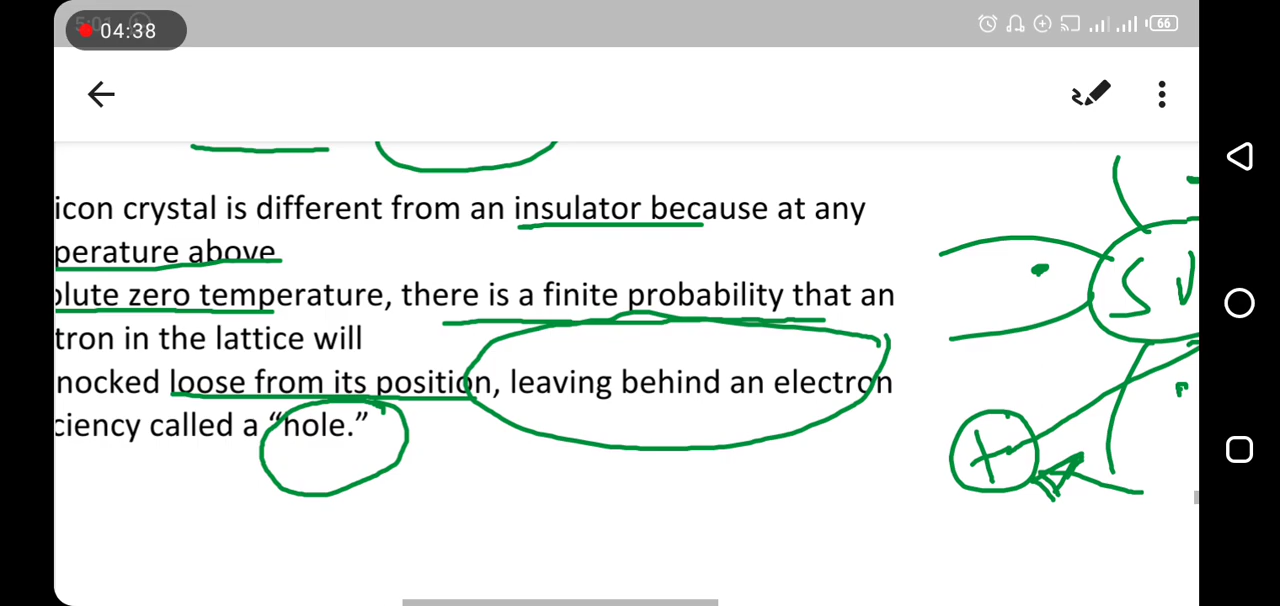 04:38
66
icon crystal is different from an insulator because at any
perature above
olute zero temperature, there is a finite probability that an
tron in the lattice will
nocked loose from its position, leaving behind an electron
ciency called a “hole.”
S
+